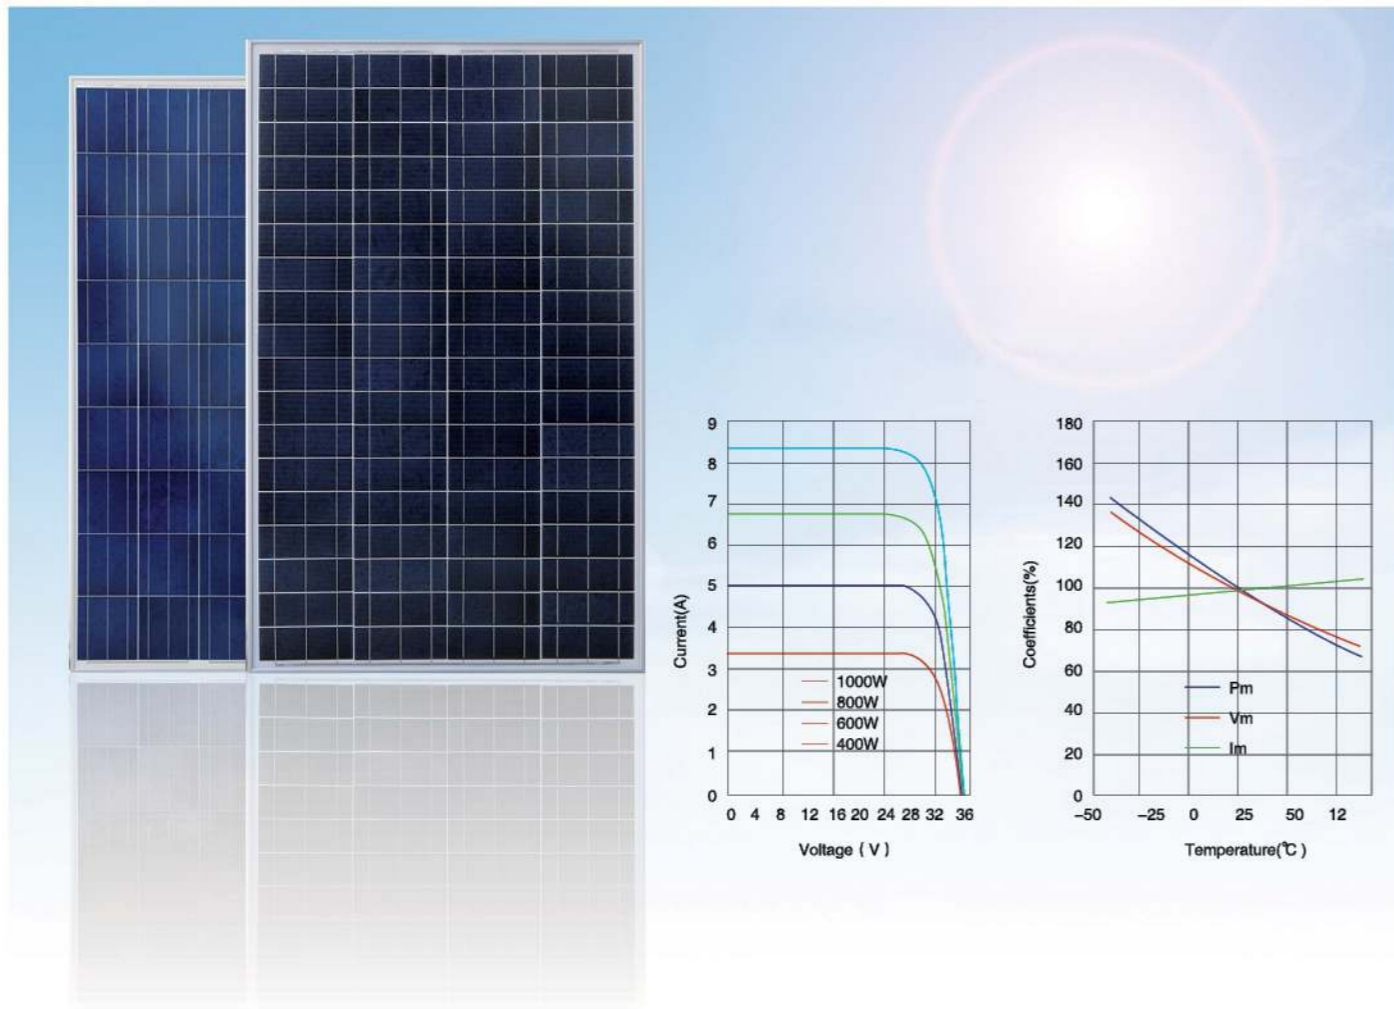 9
8
7
6
5
4
3
2
1
0
Current(A)
1000W
800W
600W
400W
0 4 8 12 16 20 24 28 32 36
Voltage ( V )
180
160
140
120
100
80
60
40
20
0
Coefficients(%)
Pm
Vm
Im
-50 -25 0 25 50 12
Temperature(℃)